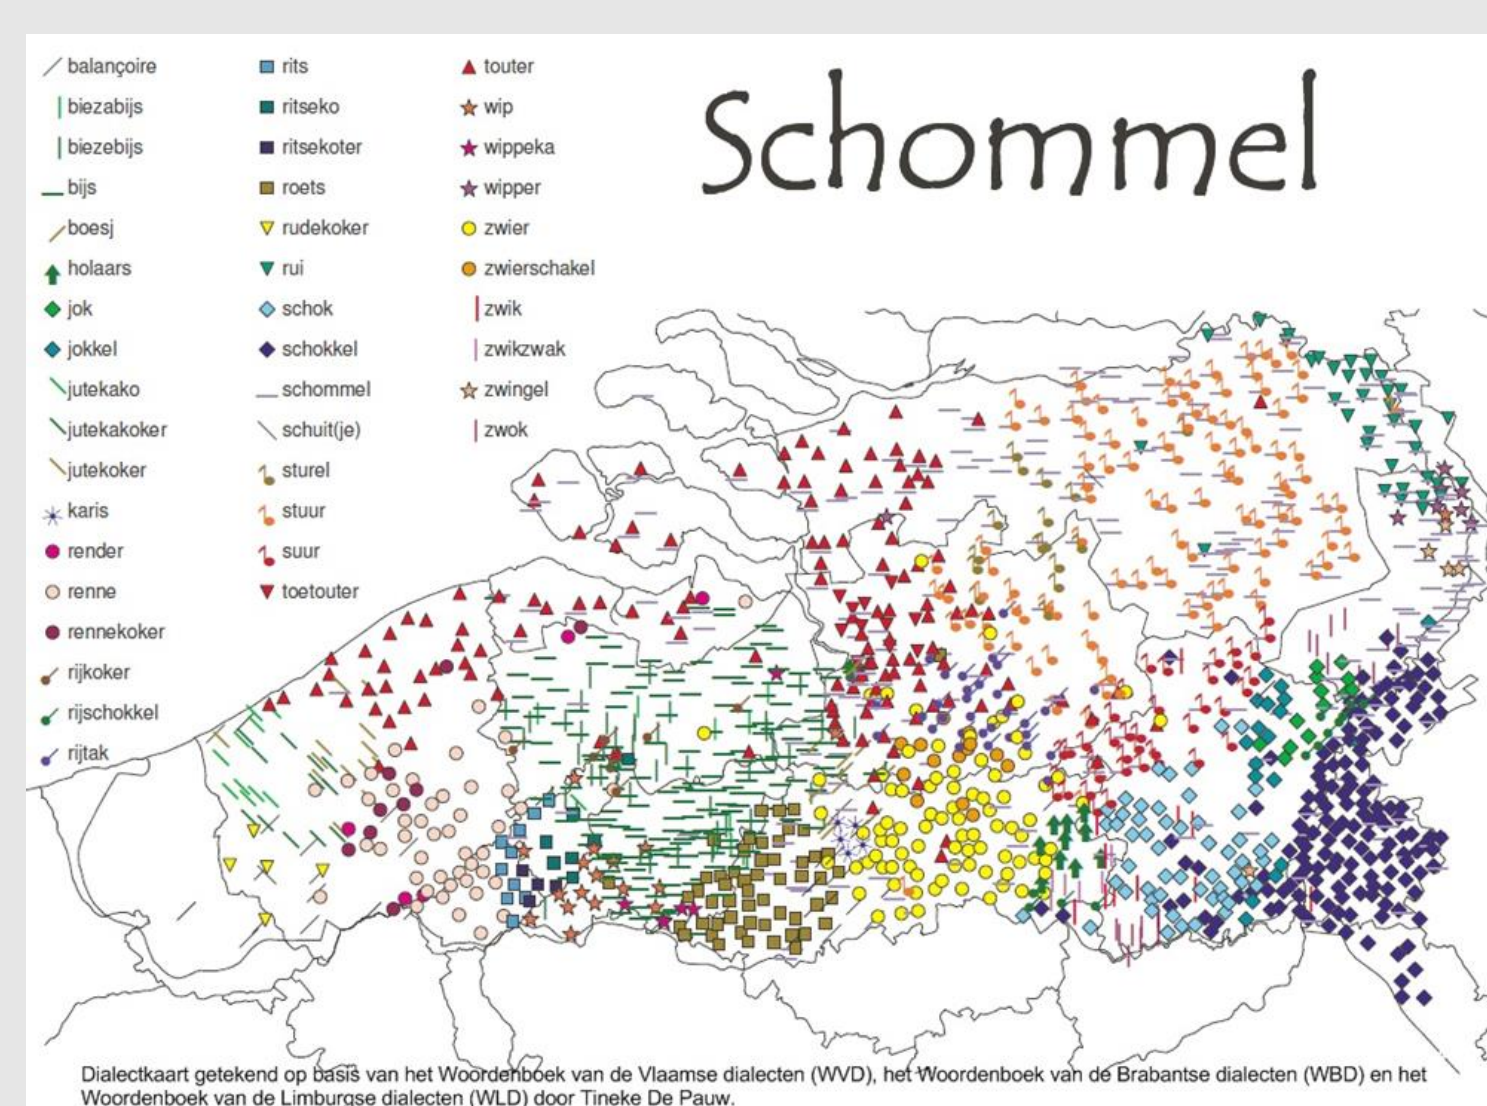 Schommel
balançoire
biezabijs
biezebijs
bijs
boesj
holaars
jok
jokkel
jutekako
jutekakoker
jutekoker
karis
render
renne
rennekoker
rijkoker
rijschokkel
rijtak
rits
ritseko
ritsekoter
roets
rudekoker
rui
schok
schokkel
schommel
schuit(je)
sturel
stuur
suur
toetouter
touter
wip
wippeka
wipper
zwier
zwierschakel
zwik
zwikzwak
zwingel
zwok
Dialectkaart getekend op basis van het Woordenboek van de Vlaamse dialecten (WVD), het Woordenboek van de Brabantse dialecten (WBD) en het
Woordenboek van de Limburgse dialecten (WLD) door Tineke De Pauw.